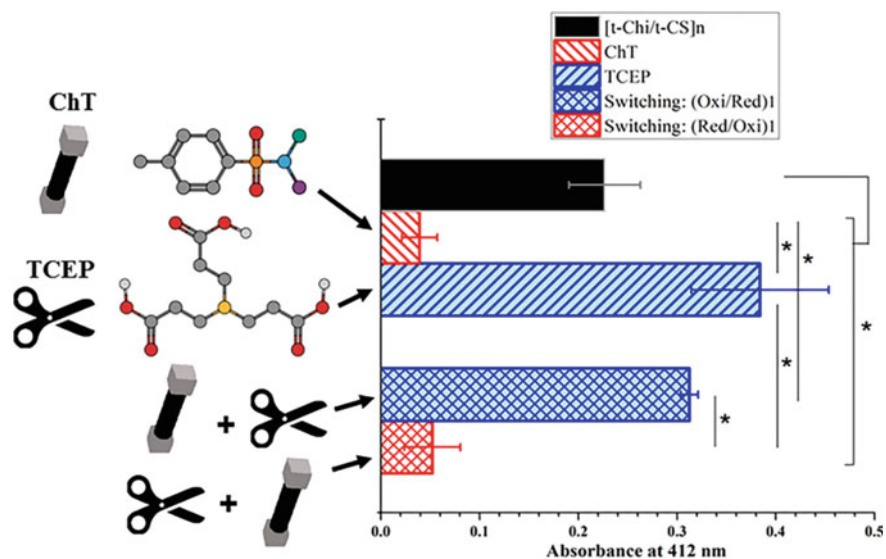 [t-Chi/t-CS]n
ChT
TCEP
Switching: (Oxi/Red)1
Switching: (Red/Oxi)1
ChT
TCEP
+
+
*
*
*
*
*
0.0 0.1 0.2 0.3 0.4 0.5
Absorbance at 412 nm